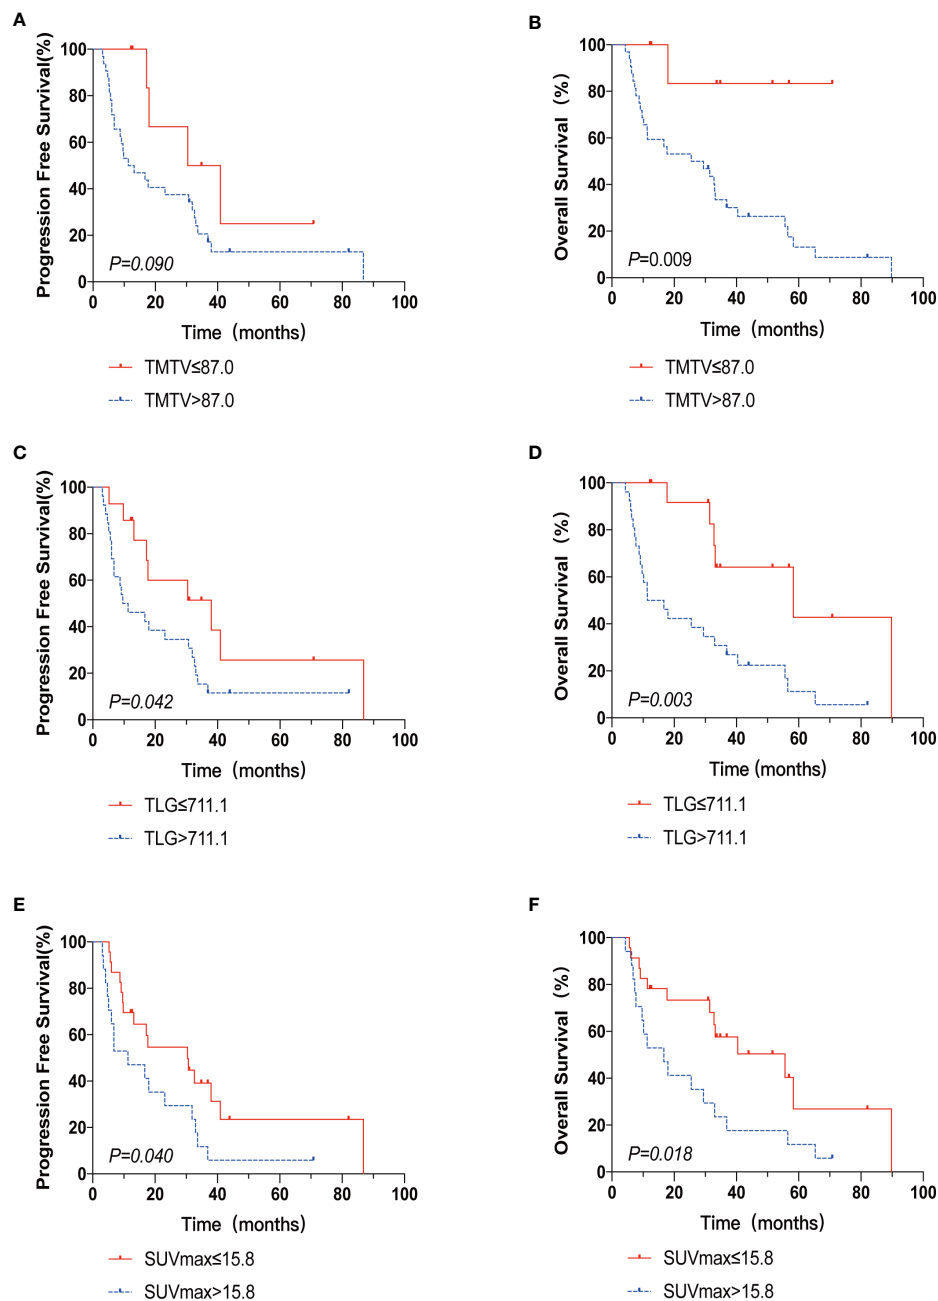 A
Progression Free Survival(%)
100
80
60
40
20
0
P=0.090
0 20 40 60 80 100
Time (months)
TMTV≤87.0
TMTV>87.0
B
Overall Survival (%)
100
80
60
40
20
0
P=0.009
0 20 40 60 80 100
Time (months)
TMTV≤87.0
TMTV>87.0
C
Progression Free Survival(%)
100
80
60
40
20
0
P=0.042
0 20 40 60 80 100
Time (months)
TLG≤711.1
TLG>711.1
D
Overall Survival (%)
100
80
60
40
20
0
P=0.003
0 20 40 60 80 100
Time (months)
TLG≤711.1
TLG>711.1
E
Progression Free Survival(%)
100
80
60
40
20
0
P=0.040
0 20 40 60 80 100
Time (months)
SUVmax≤15.8
SUVmax>15.8
F
Overall Survival (%)
100
80
60
40
20
0
P=0.018
0 20 40 60 80 100
Time (months)
SUVmax≤15.8
SUVmax>15.8